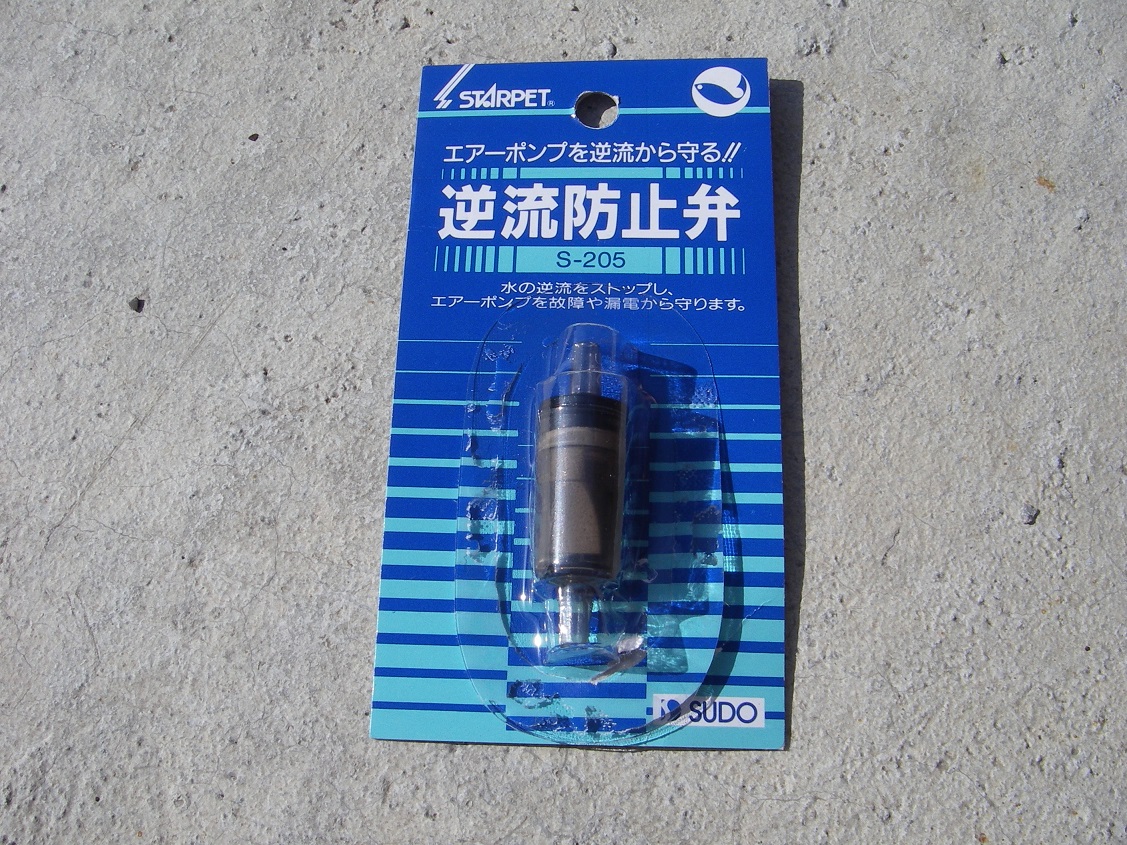 STARPET®
エアーポンプを逆流から守る!!
逆流防止弁
S-205
水の逆流をストップし、
エアーポンプを故障や漏電から守ります。
SUDO